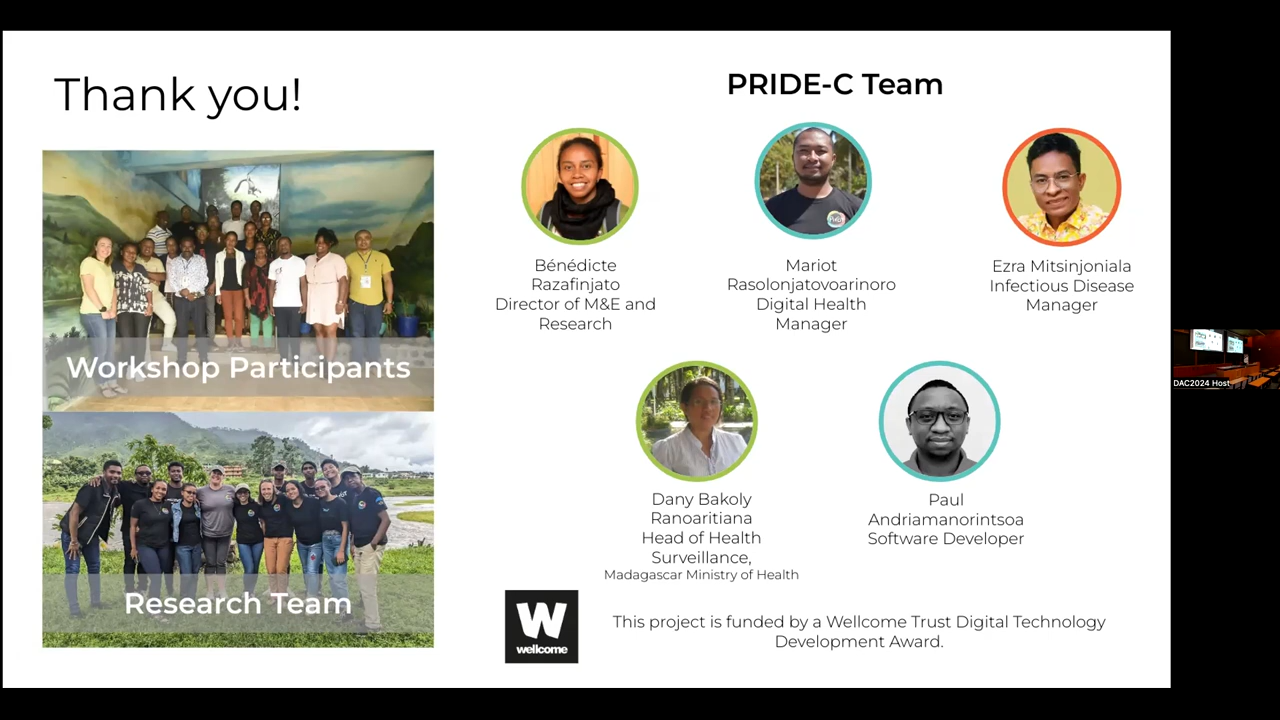 Thank you!
PRIDE-C Team
Workshop Participants
Research Team
Bénédicte
Razafinjato
Director of M&E and
Research
Mariot
Rasolonjatovoarinoro
Digital Health
Manager
Ezra Mitsinjoniala
Infectious Disease
Manager
Dany Bakoly
Ranoaritiana
Head of Health
Surveillance,
Madagascar Ministry of Health
Paul
Andriamanorintsoa
Software Developer
W
wellcome
This project is funded by a Wellcome Trust Digital Technology
Development Award.
DAC2024 Host